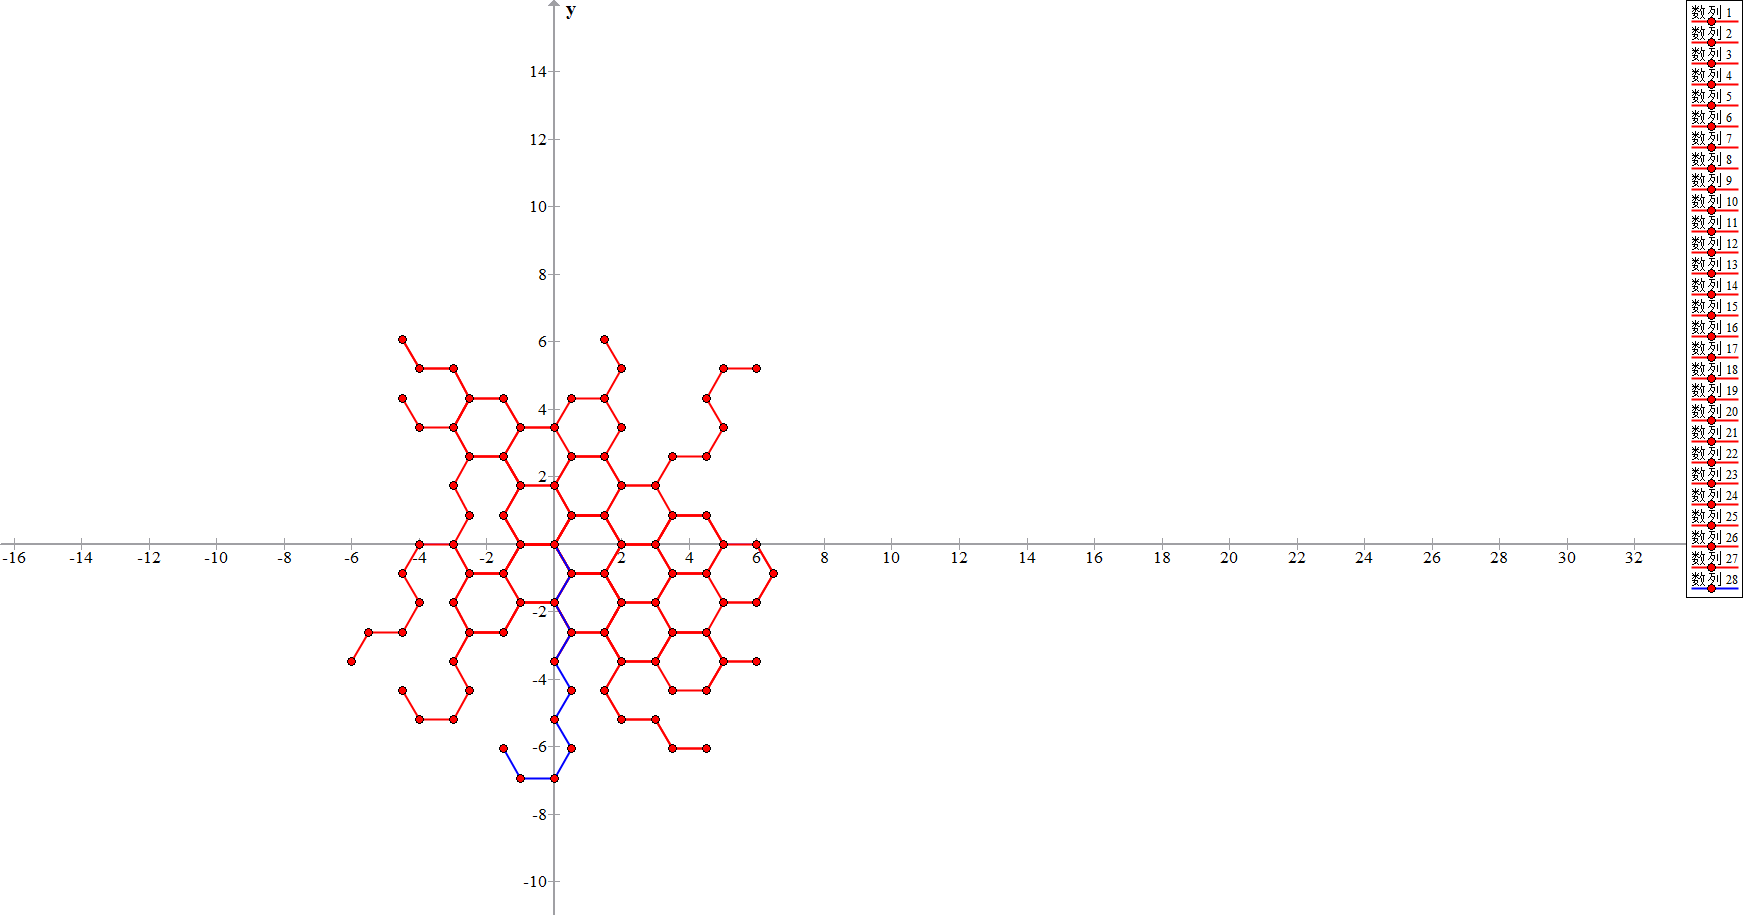 y
14
12
10
8
6
4
2
-16 -14 -12 -10 -8 -6 -4 -2 2 4 6 8 10 12 14 16 18 20 22 24 26 28 30 32
-2
-4
-6
-8
-10
数列 1
数列 2
数列 3
数列 4
数列 5
数列 6
数列 7
数列 8
数列 9
数列 10
数列 11
数列 12
数列 13
数列 14
数列 15
数列 16
数列 17
数列 18
数列 19
数列 20
数列 21
数列 22
数列 23
数列 24
数列 25
数列 26
数列 27
数列 28